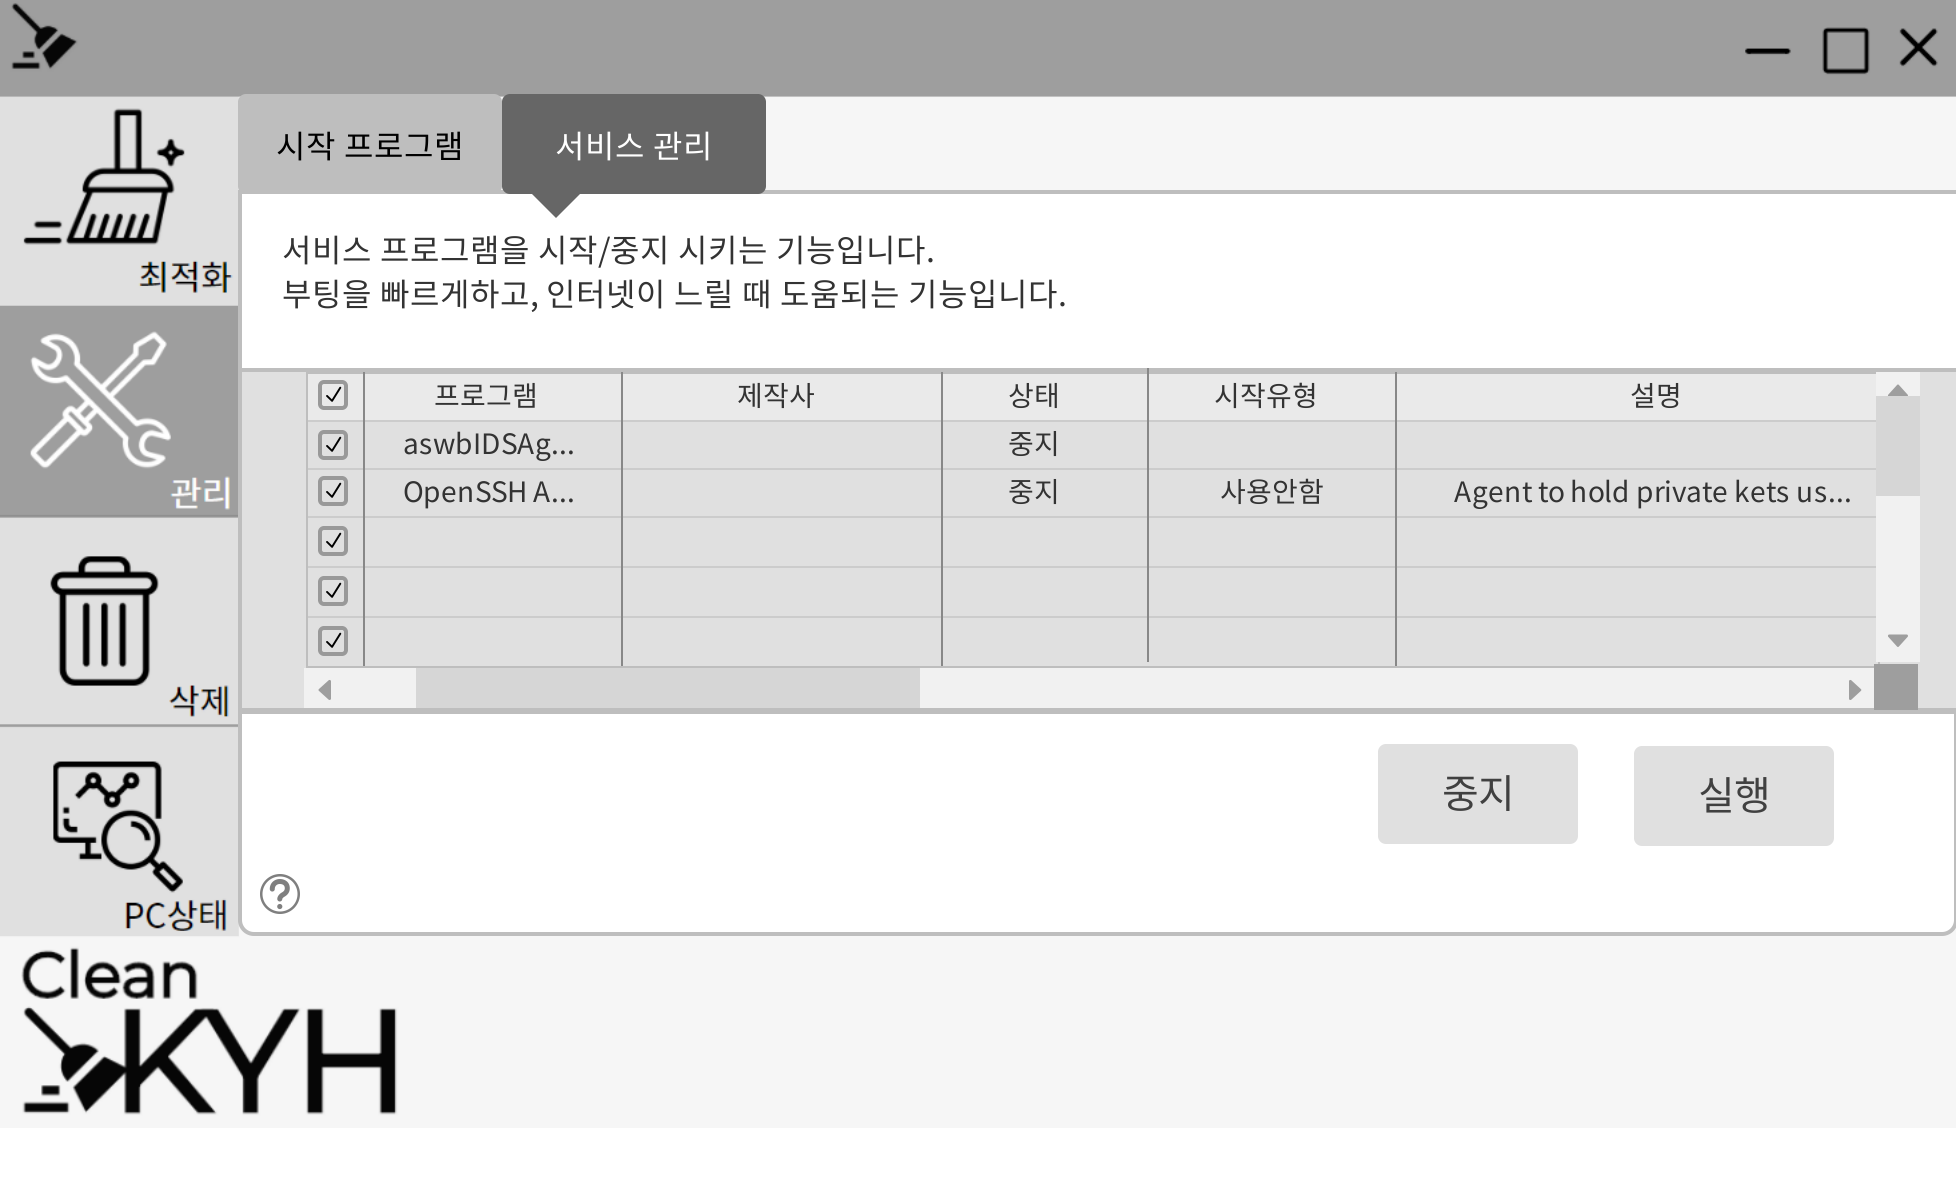 시작 프로그램
서비스 관리
최적화
서비스 프로그램을 시작/중지 시키는 기능입니다.
부팅을 빠르게하고, 인터넷이 느릴 때 도움되는 기능입니다.
관리
프로그램 제작사 상태 시작유형 설명
aswbIDSAg... 중지
OpenSSH A... 중지 사용안함 Agent to hold private kets us...
삭제
중지
실행
PC상태
?
Clean
KYH